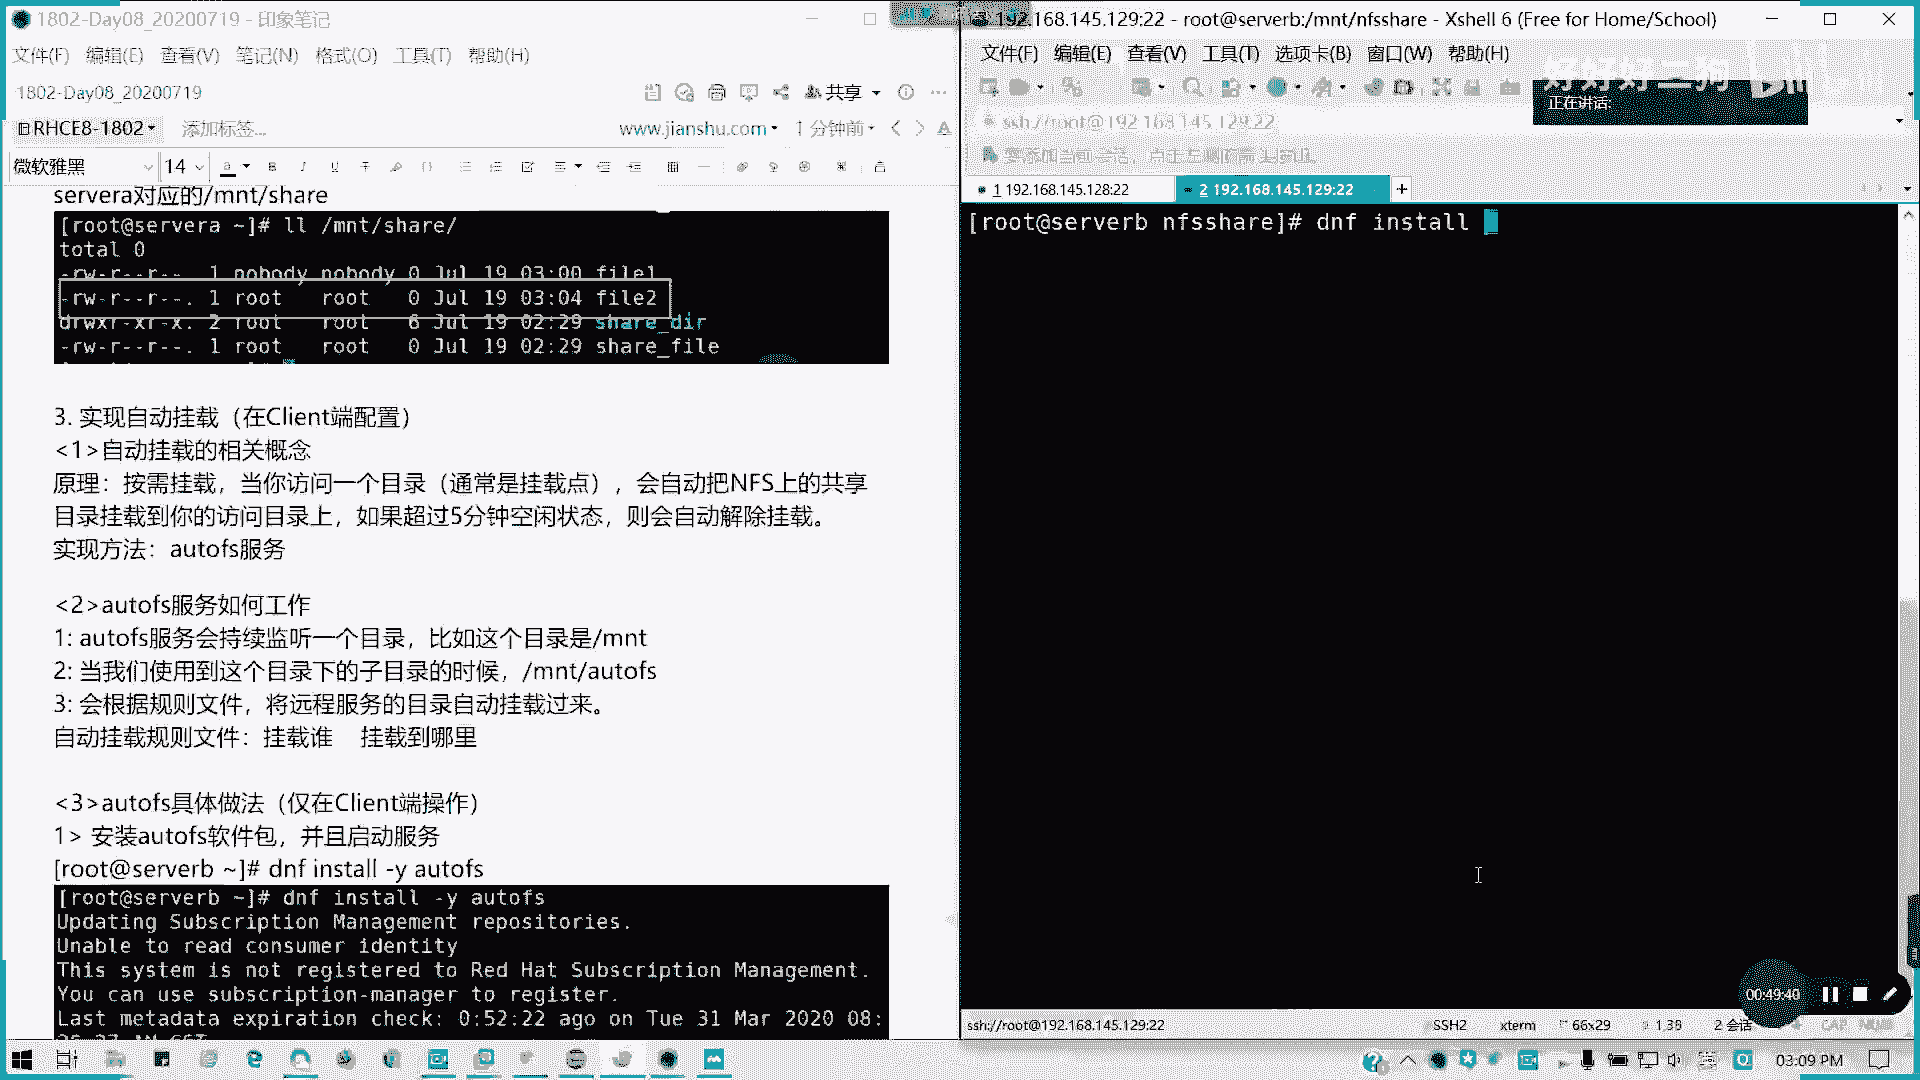 1802-Day08_20200719 - 印象笔记
文件(F) 编辑(E) 查看(V) 笔记(N) 格式(O) 工具(T) 帮助(H)
1802-Day08_20200719
共享
RHCE8-1802 添加标签... www.jianshu.com 1 分钟前
微软雅黑 14
servera对应的/mnt/share
[root@servera ~]# ll /mnt/share/
total 0
-rw-r--r--. 1 nobody nobody 0 Jul 19 03:00 file1
-rw-r--r--. 1 root root 0 Jul 19 03:04 file2
drwxr-xr-x. 2 root root 6 Jul 19 02:29 share_dir
-rw-r--r--. 1 root root 0 Jul 19 02:29 share_file
3. 实现自动挂载（在Client端配置）
<1>自动挂载的相关概念
原理：按需挂载，当你访问一个目录（通常是挂载点），会自动把NFS上的共享
目录挂载到你的访问目录上，如果超过5分钟空闲状态，则会自动解除挂载。
实现方法：autofs服务
<2>autofs服务如何工作
1: autofs服务会持续监听一个目录，比如这个目录是/mnt
2: 当我们使用到这个目录下的子目录的时候，/mnt/autofs
3: 会根据规则文件，将远程服务的目录自动挂载过来。
自动挂载规则文件：挂载谁 挂载到哪里
<3>autofs具体做法（仅在Client端操作）
1> 安装autofs软件包，并且启动服务
[root@serverb ~]# dnf install -y autofs
[root@serverb ~]# dnf install -y autofs
Updating Subscription Management repositories.
Unable to read consumer identity
This system is not registered to Red Hat Subscription Management.
You can use subscription-manager to register.
Last metadata expiration check: 0:52:22 ago on Tue 31 Mar 2020 08:
192.168.145.129:22 - root@serverb:/mnt/nfsshare - Xshell 6 (Free for Home/School)
文件(F) 编辑(E) 查看(V) 工具(T) 选项卡(B) 窗口(W) 帮助(H)
好好好二狗
正在讲话:
ssh://root@192.168.145.129:22
要添加当前会话，点击左侧的箭头按钮。
1 192.168.145.128:22
2 192.168.145.129:22
[root@serverb nfsshare]# dnf install
00:49:40
ssh://root@192.168.145.129:22 SSH2 xterm 66x29 1,38 2 会话 CAP NUM
03:09 PM